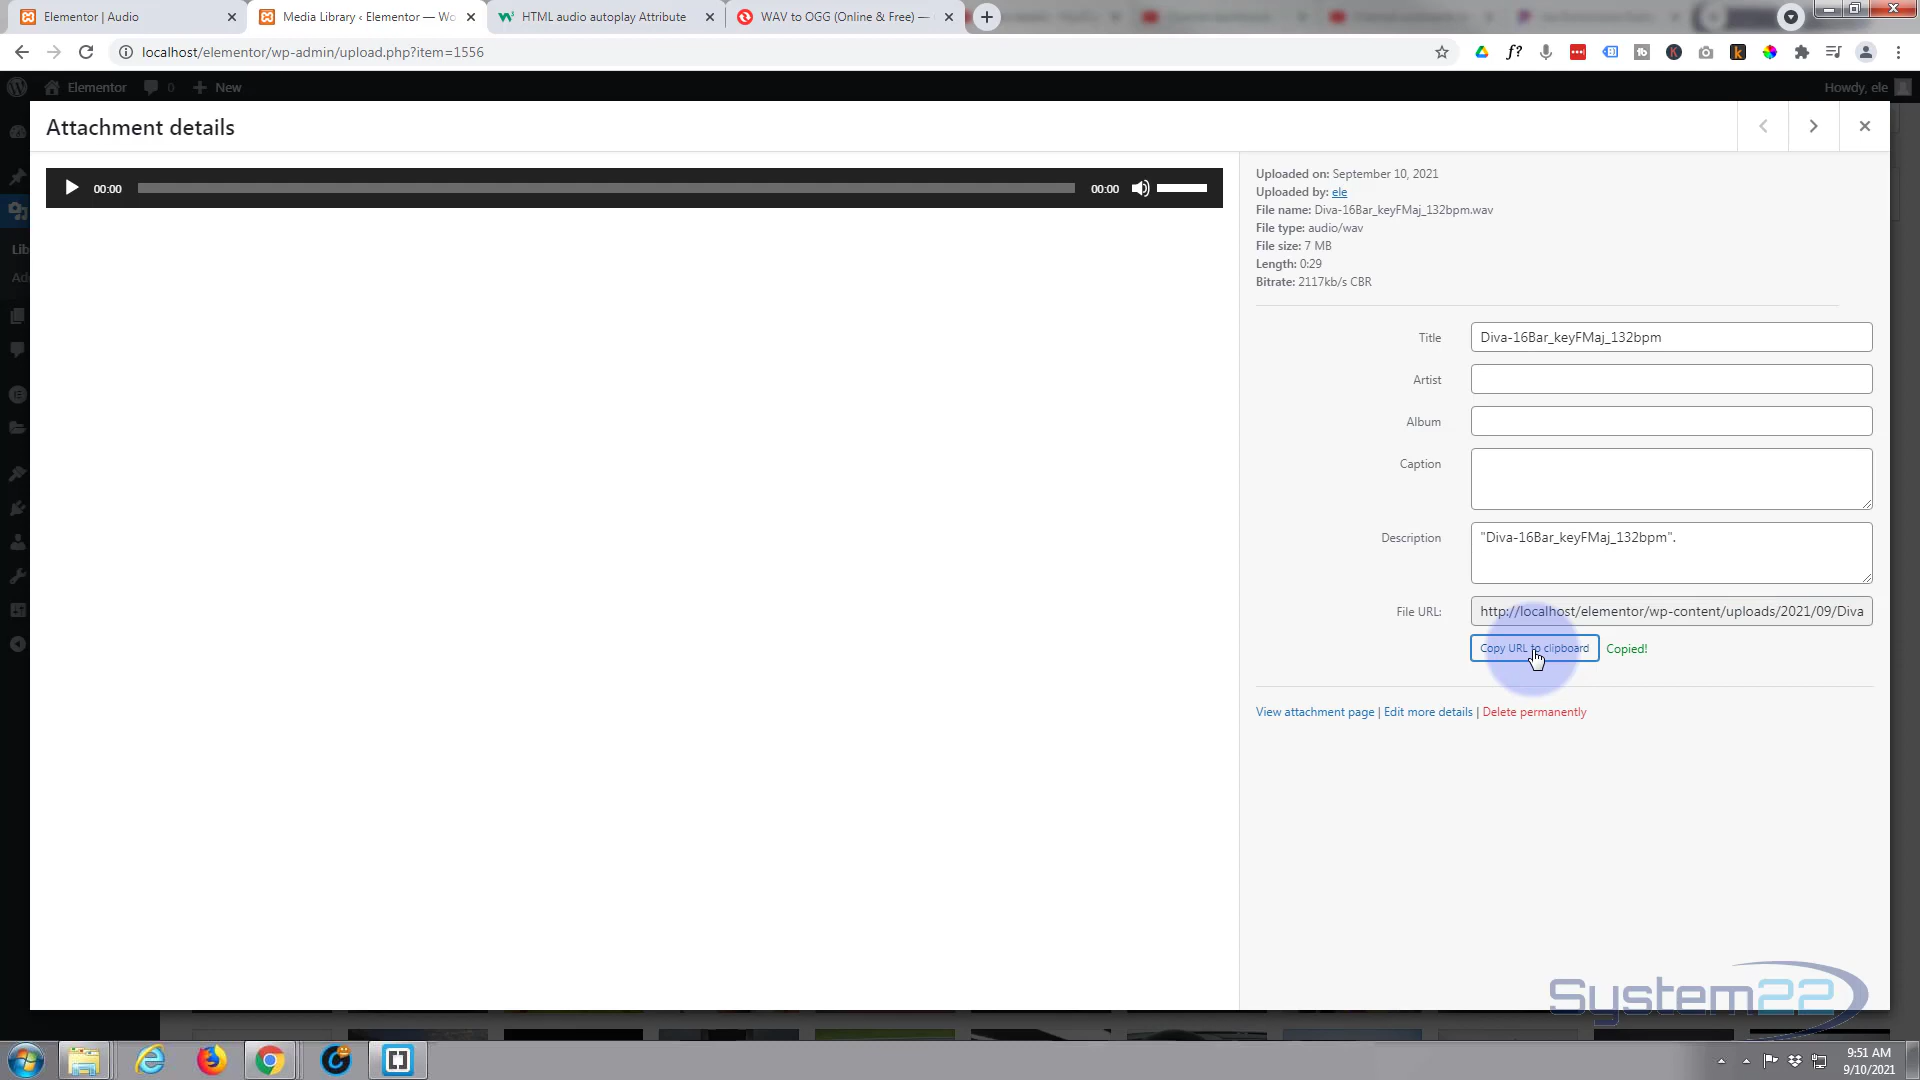 Elementor | Audio
Media Library ‹ Elementor — Wo
HTML audio autoplay Attribute
WAV to OGG (Online & Free) —
localhost/elementor/wp-admin/upload.php?item=1556
Elementor
0
New
Howdy, ele
Attachment details
00:00
00:00
Uploaded on: September 10, 2021
Uploaded by: ele
File name: Diva-16Bar_keyFMaj_132bpm.wav
File type: audio/wav
File size: 7 MB
Length: 0:29
Bitrate: 2117kb/s CBR
Title
Diva-16Bar_keyFMaj_132bpm
Artist
Album
Caption
Description
"Diva-16Bar_keyFMaj_132bpm".
File URL:
http://localhost/elementor/wp-content/uploads/2021/09/Diva
Copy URL to clipboard
Copied!
View attachment page | Edit more details | Delete permanently
Lib
Ad
System22
9:51 AM
9/10/2021